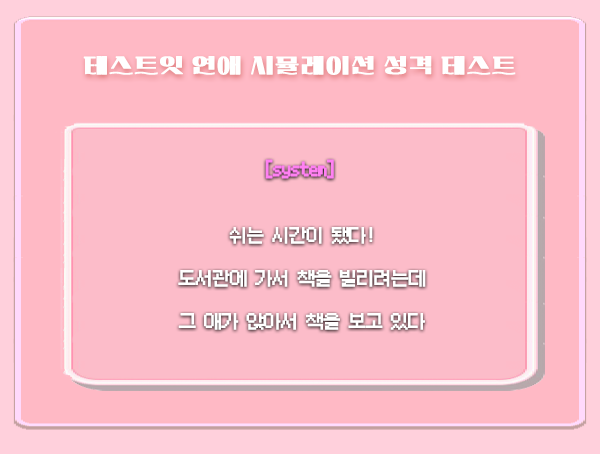 테스트잇 연애 시뮬레이션 성격 테스트
[system]
쉬는 시간이 됐다!
도서관에 가서 책을 빌리려는데
그 애가 앉아서 책을 보고 있다